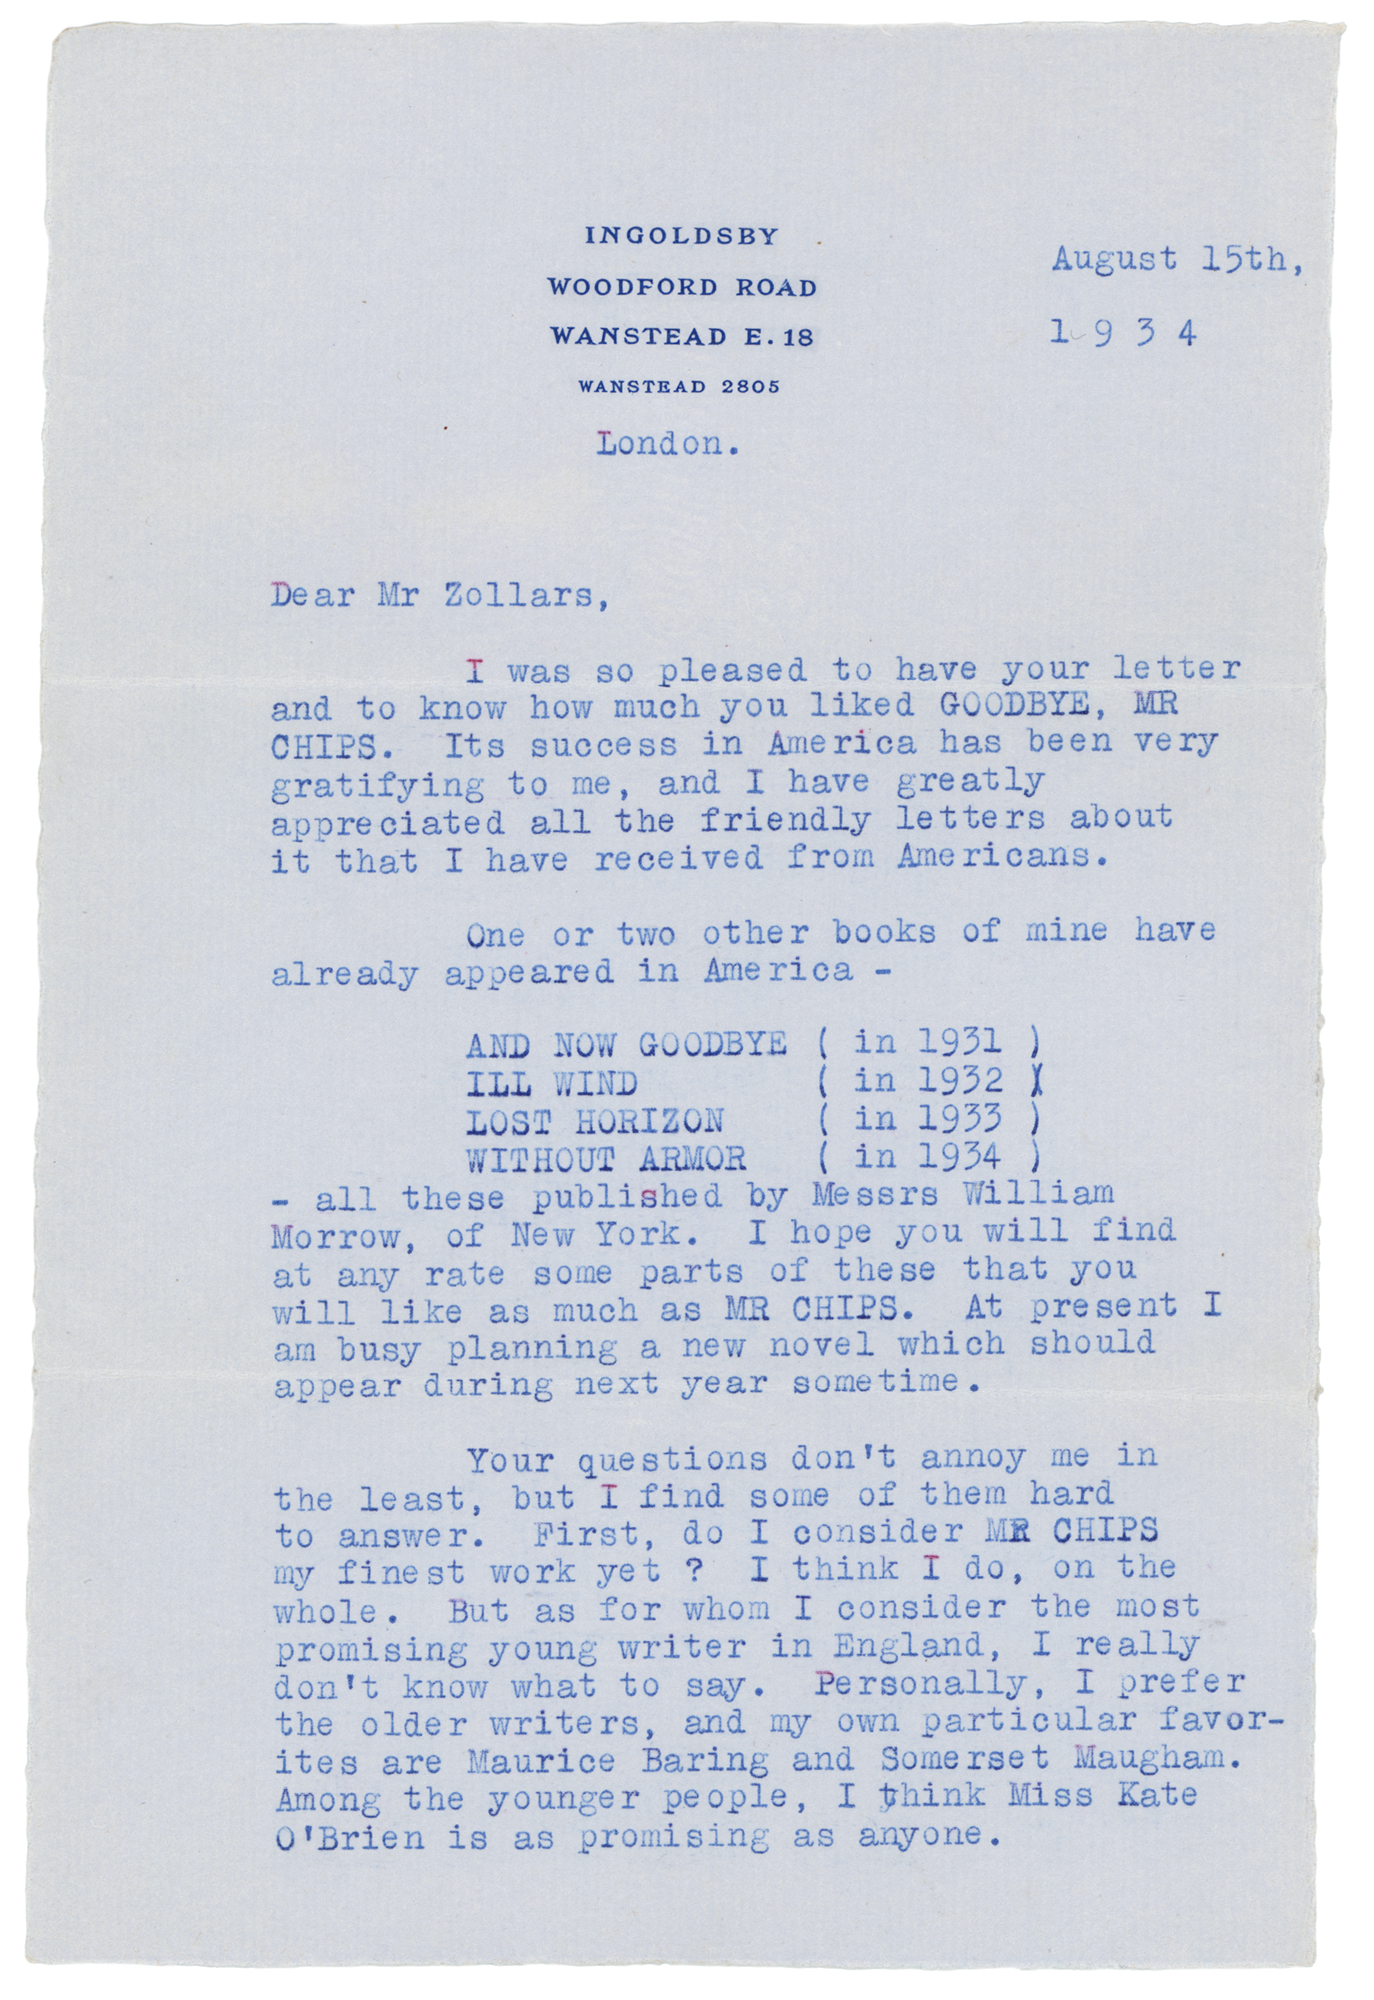 INGOLDSBY
WOODFORD ROAD
WANSTEAD E.18
WANSTEAD 2805
London.
August 15th,
1 9 3 4
Dear Mr Zollars,
I was so pleased to have your letter
and to know how much you liked GOODBYE, MR
CHIPS. Its success in America has been very
gratifying to me, and I have greatly
appreciated all the friendly letters about
it that I have received from Americans.
One or two other books of mine have
already appeared in America -
AND NOW GOODBYE ( in 1931 )
ILL WIND ( in 1932 )
LOST HORIZON ( in 1933 )
WITHOUT ARMOR ( in 1934 )
- all these published by Messrs William
Morrow, of New York. I hope you will find
at any rate some parts of these that you
will like as much as MR CHIPS. At present I
am busy planning a new novel which should
appear during next year sometime.
Your questions don't annoy me in
the least, but I find some of them hard
to answer. First, do I consider MR CHIPS
my finest work yet ? I think I do, on the
whole. But as for whom I consider the most
promising young writer in England, I really
don't know what to say. Personally, I prefer
the older writers, and my own particular favor-
ites are Maurice Baring and Somerset Maugham.
Among the younger people, I think Miss Kate
O'Brien is as promising as anyone.